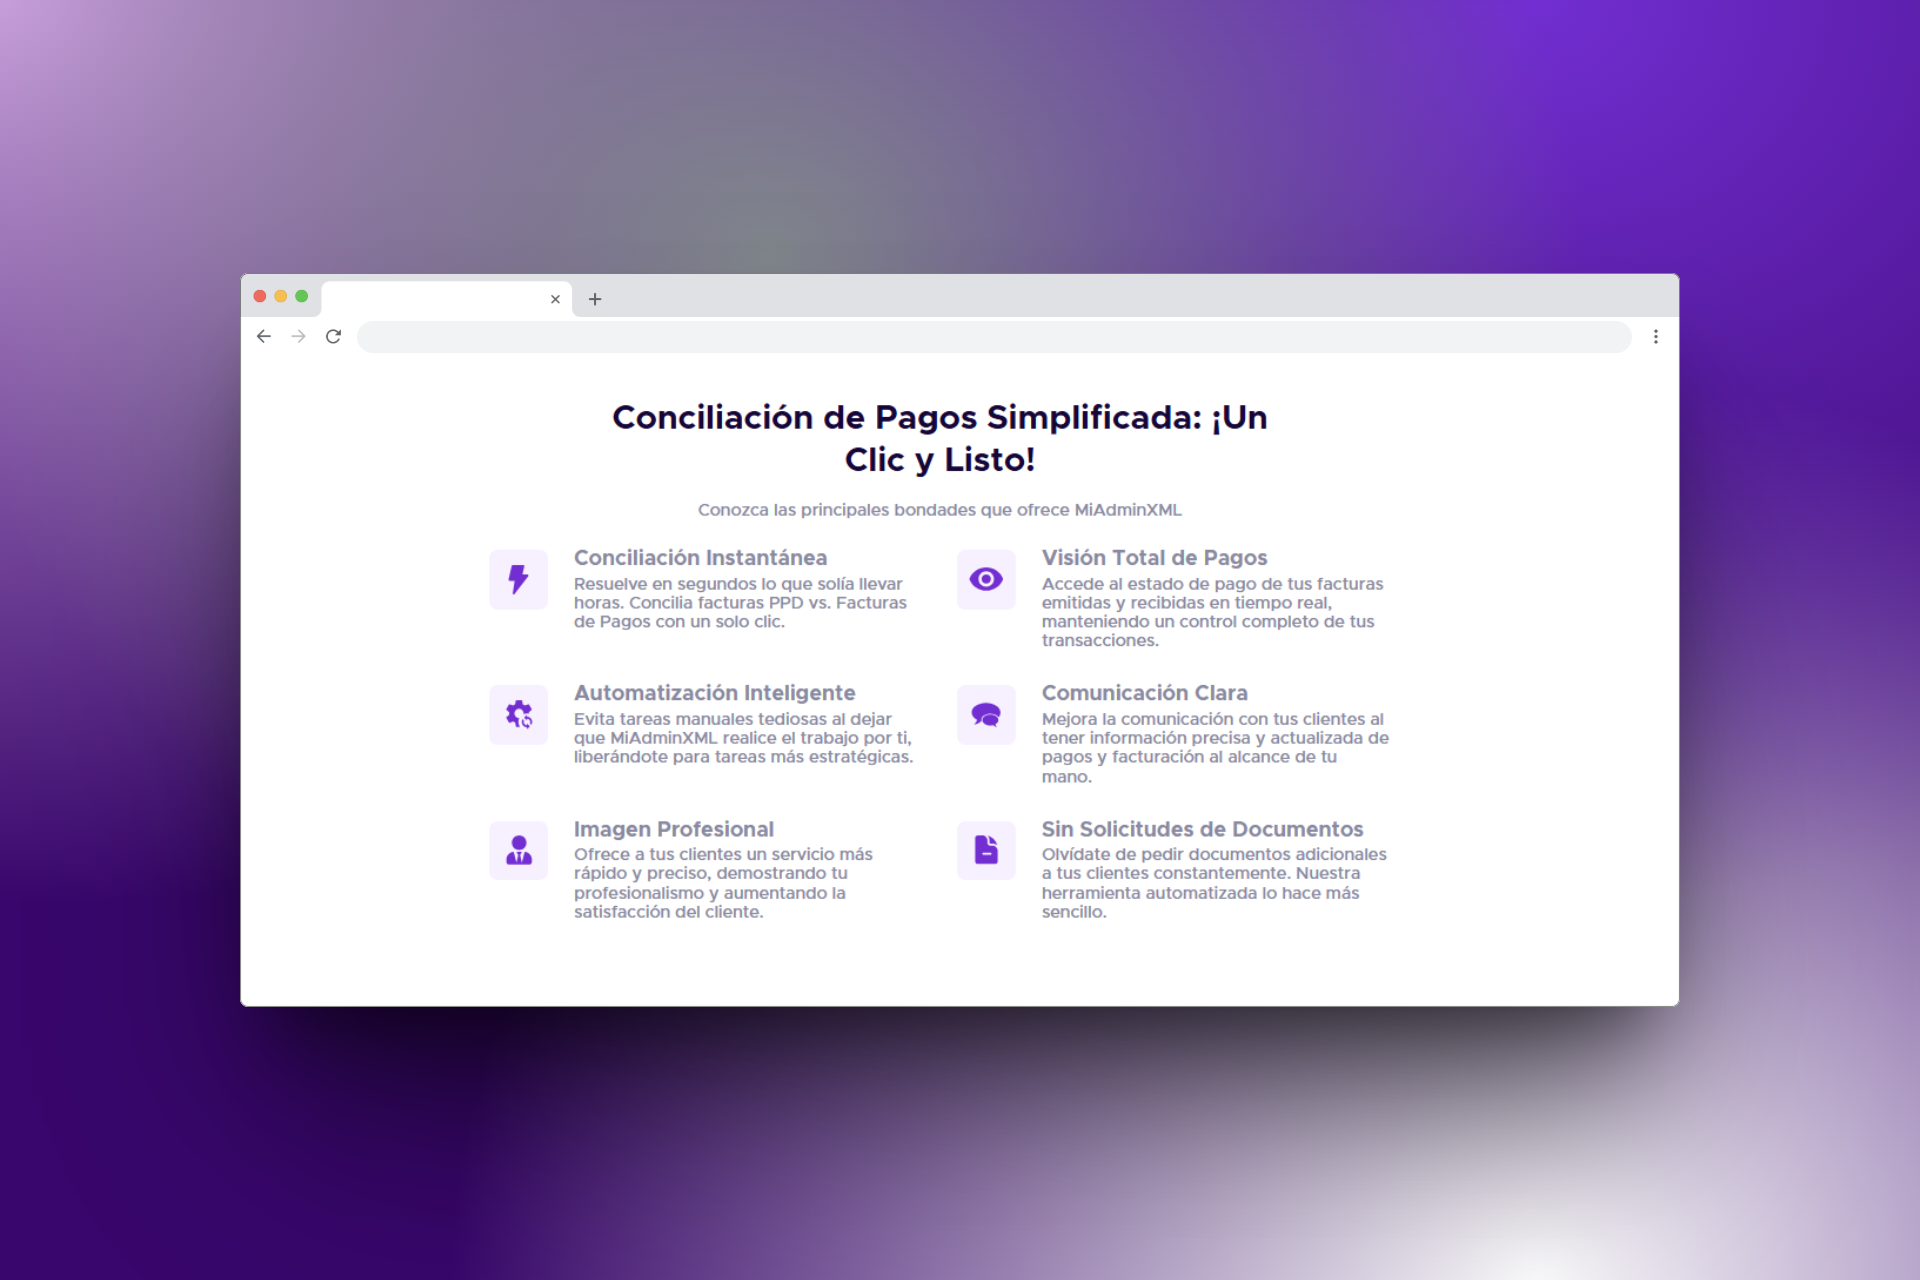 Conciliación de Pagos Simplificada: ¡Un
Clic y Listo!
Conozca las principales bondades que ofrece MiAdminXML
Conciliación Instantánea
Resuelve en segundos lo que solía llevar
horas. Concilia facturas PPD vs. Facturas
de Pagos con un solo clic.
Visión Total de Pagos
Accede al estado de pago de tus facturas
emitidas y recibidas en tiempo real,
manteniendo un control completo de tus
transacciones.
Automatización Inteligente
Evita tareas manuales tediosas al dejar
que MiAdminXML realice el trabajo por ti,
liberándote para tareas más estratégicas.
Comunicación Clara
Mejora la comunicación con tus clientes al
tener información precisa y actualizada de
pagos y facturación al alcance de tu
mano.
Imagen Profesional
Ofrece a tus clientes un servicio más
rápido y preciso, demostrando tu
profesionalismo y aumentando la
satisfacción del cliente.
Sin Solicitudes de Documentos
Olvídate de pedir documentos adicionales
a tus clientes constantemente. Nuestra
herramienta automatizada lo hace más
sencillo.